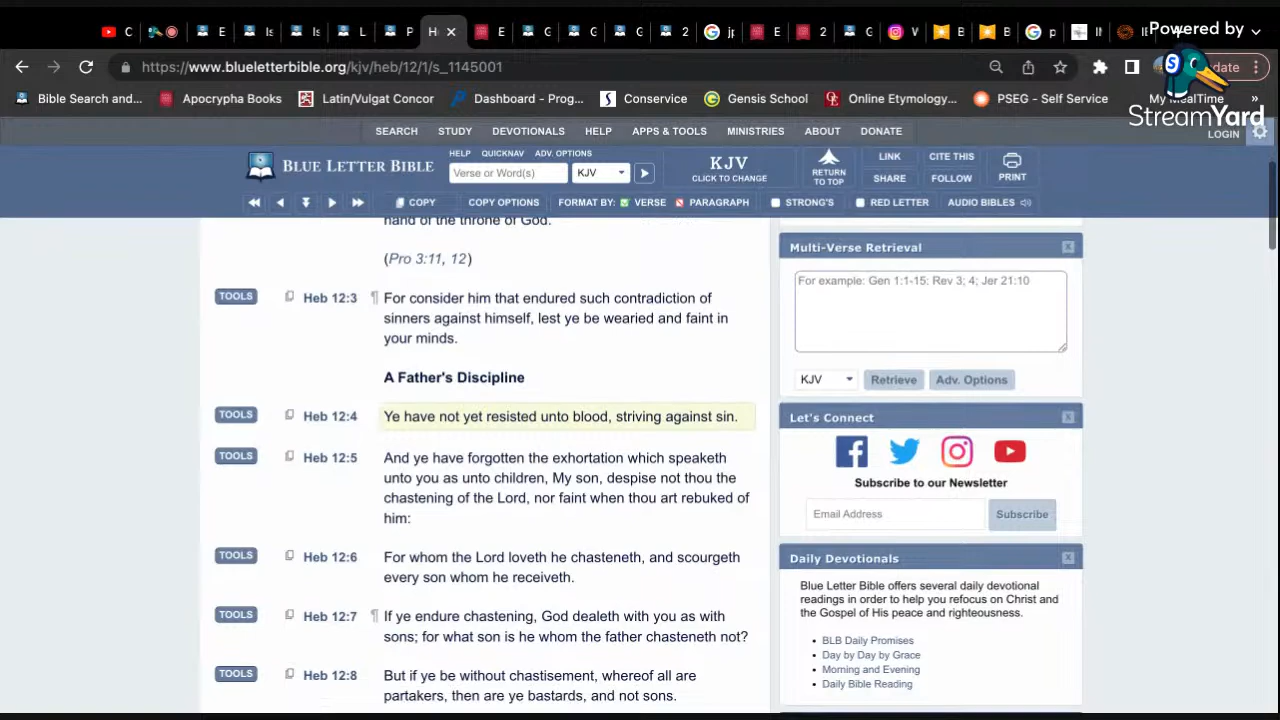 Powered by
C
E
Is
Is
L
P
H
E
C
G
G
2
jp
E
2
G
V
B
B
p
II
https://www.blueletterbible.org/kjv/heb/12/1/s_1145001
date
Bible Search and...
Apocrypha Books
Latin/Vulgat Concor
Dashboard - Prog...
Conservice
Gensis School
Online Etymology...
PSEG - Self Service
My MealTime
»
StreamYard
SEARCH STUDY DEVOTIONALS HELP APPS & TOOLS MINISTRIES ABOUT DONATE
LOGIN
BLUE LETTER BIBLE
HELP QUICKNAV ADV. OPTIONS
Verse or Word(s)
KJV
KJV
CLICK TO CHANGE
RETURN
TO TOP
LINK
CITE THIS
SHARE
FOLLOW
PRINT
COPY
COPY OPTIONS
FORMAT BY: VERSE PARAGRAPH
STRONG'S
RED LETTER
AUDIO BIBLES
hand of the throne of God.
(Pro 3:11, 12)
TOOLS Heb 12:3 ¶ For consider him that endured such contradiction of
sinners against himself, lest ye be wearied and faint in
your minds.
A Father's Discipline
TOOLS Heb 12:4 Ye have not yet resisted unto blood, striving against sin.
TOOLS Heb 12:5 And ye have forgotten the exhortation which speaketh
unto you as unto children, My son, despise not thou the
chastening of the Lord, nor faint when thou art rebuked of
him:
TOOLS Heb 12:6 For whom the Lord loveth he chasteneth, and scourgeth
every son whom he receiveth.
TOOLS Heb 12:7 ¶ If ye endure chastening, God dealeth with you as with
sons; for what son is he whom the father chasteneth not?
TOOLS Heb 12:8 But if ye be without chastisement, whereof all are
partakers, then are ye bastards, and not sons.
Multi-Verse Retrieval
For example: Gen 1:1-15: Rev 3; 4; Jer 21:10
KJV Retrieve Adv. Options
Let's Connect
Subscribe to our Newsletter
Email Address Subscribe
Daily Devotionals
Blue Letter Bible offers several daily devotional
readings in order to help you refocus on Christ and
the Gospel of His peace and righteousness.
BLB Daily Promises
Day by Day by Grace
Morning and Evening
Daily Bible Reading